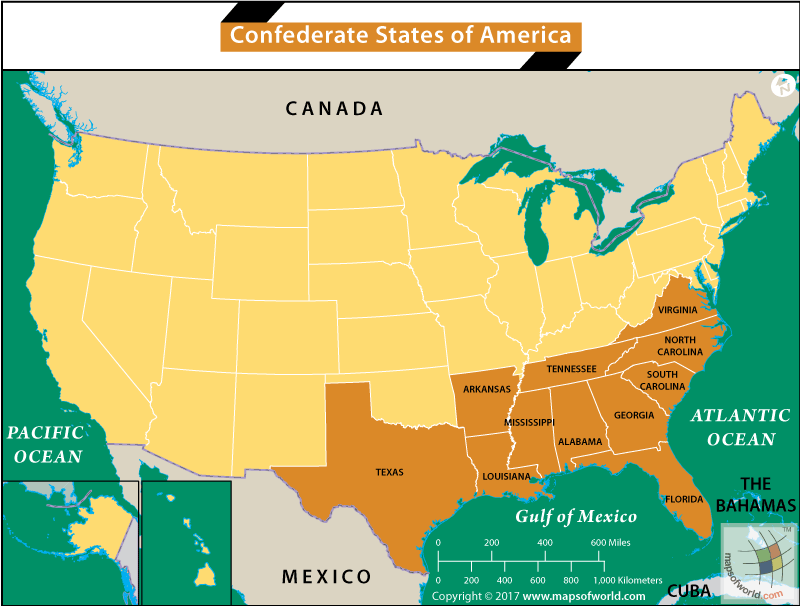 Confederate States of America
CANADA
N
VIRGINIA
NORTH
CAROLINA
TENNESSEE
SOUTH
CAROLINA
ARKANSAS
MISSISSIPPI
GEORGIA
ALABAMA
ATLANTIC
OCEAN
PACIFIC
OCEAN
TEXAS
LOUISIANA
FLORIDA
THE
BAHAMAS
Gulf of Mexico
0 200 400 600 Miles
0 200 400 600 800 1,000 Kilometers
MEXICO
CUBA
Copyright © 2017 www.mapsofworld.com
TM
mapsofworld.com